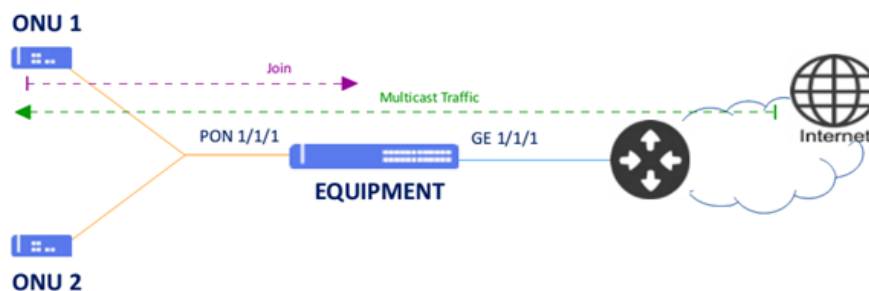 ONU 1
Join
Multicast Traffic
PON 1/1/1
GE 1/1/1
Internet
EQUIPMENT
ONU 2